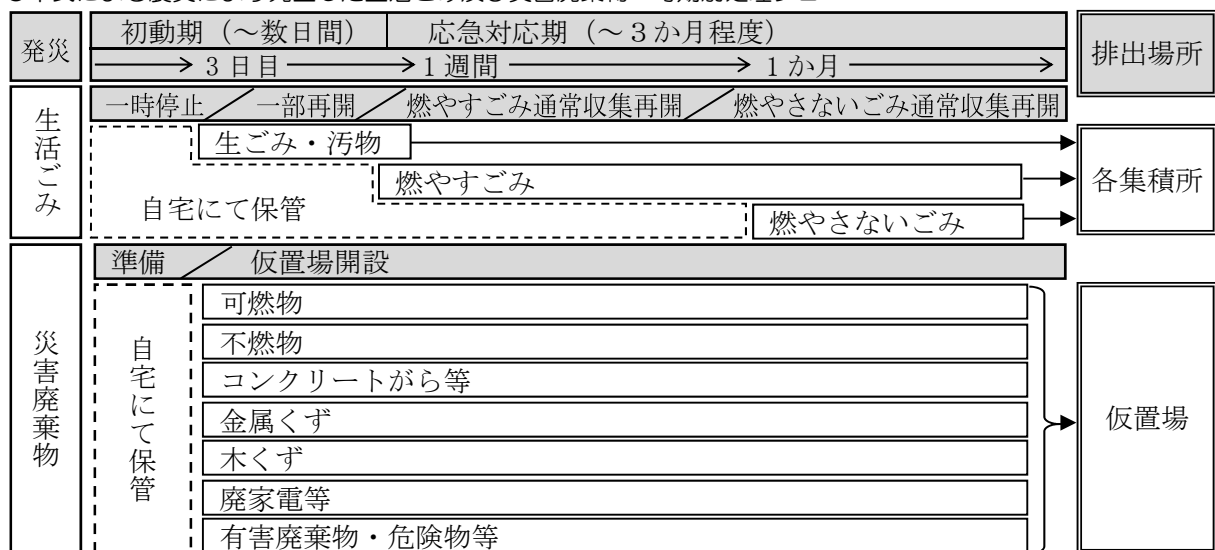 発災
初動期（～数日間）
応急対応期（～３か月程度）
３日目
１週間
１か月
排出場所
生活ごみ
一時停止
一部再開
燃やすごみ通常収集再開
燃やさないごみ通常収集再開
生ごみ・汚物
燃やすごみ
自宅にて保管
燃やさないごみ
各集積所
災害廃棄物
準備
仮置場開設
自宅にて保管
可燃物
不燃物
コンクリートがら等
金属くず
木くず
廃家電等
有害廃棄物・危険物等
仮置場